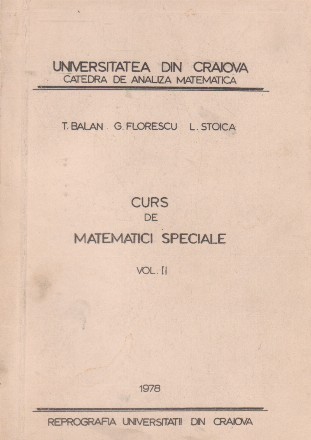 UNIVERSITATEA DIN CRAIOVA
CATEDRA DE ANALIZA MATEMATICA
T. BALAN G. FLORESCU L. STOICA
CURS
DE
MATEMATICI SPECIALE
VOL. II
1978
REPROGRAFIA UNIVERSITATII DIN CRAIOVA